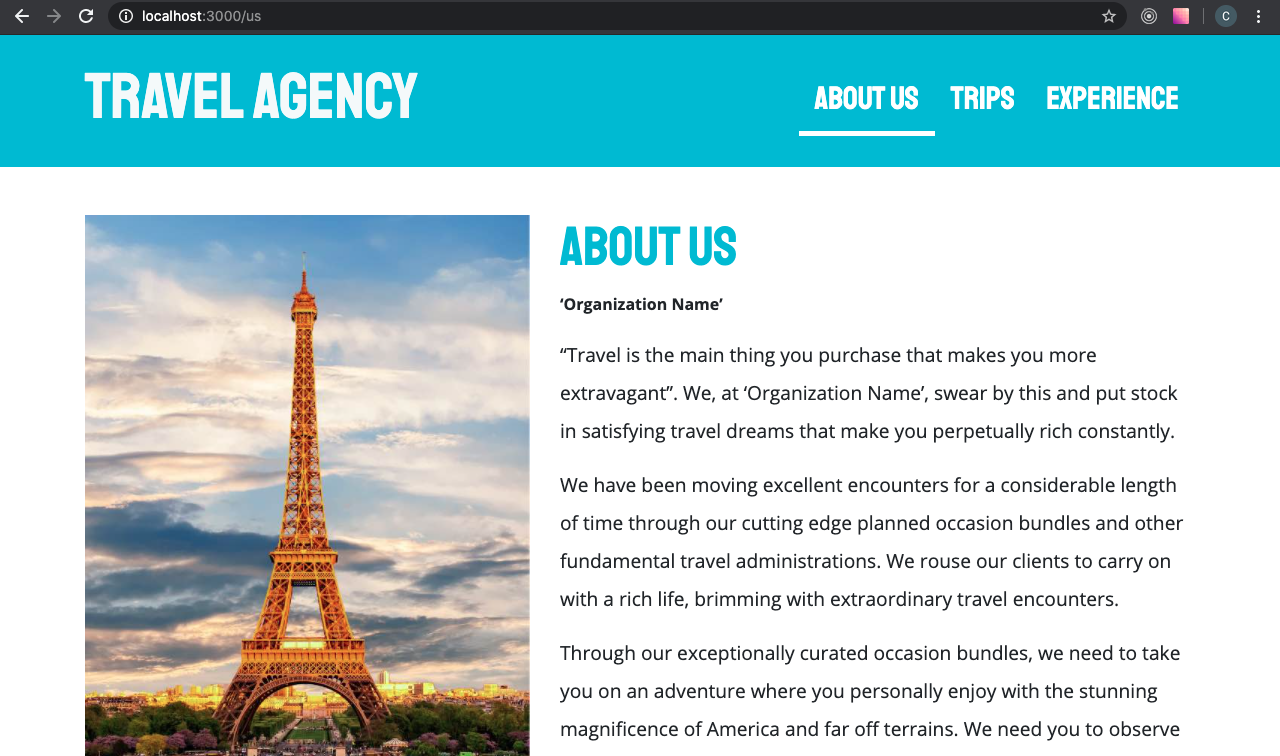 localhost:3000/us
C
TRAVEL AGENCY
ABOUT US TRIPS EXPERIENCE
ABOUT US
‘Organization Name’
“Travel is the main thing you purchase that makes you more
extravagant”. We, at ‘Organization Name’, swear by this and put stock
in satisfying travel dreams that make you perpetually rich constantly.
We have been moving excellent encounters for a considerable length
of time through our cutting edge planned occasion bundles and other
fundamental travel administrations. We rouse our clients to carry on
with a rich life, brimming with extraordinary travel encounters.
Through our exceptionally curated occasion bundles, we need to take
you on an adventure where you personally enjoy with the stunning
magnificence of America and far off terrains. We need you to observe